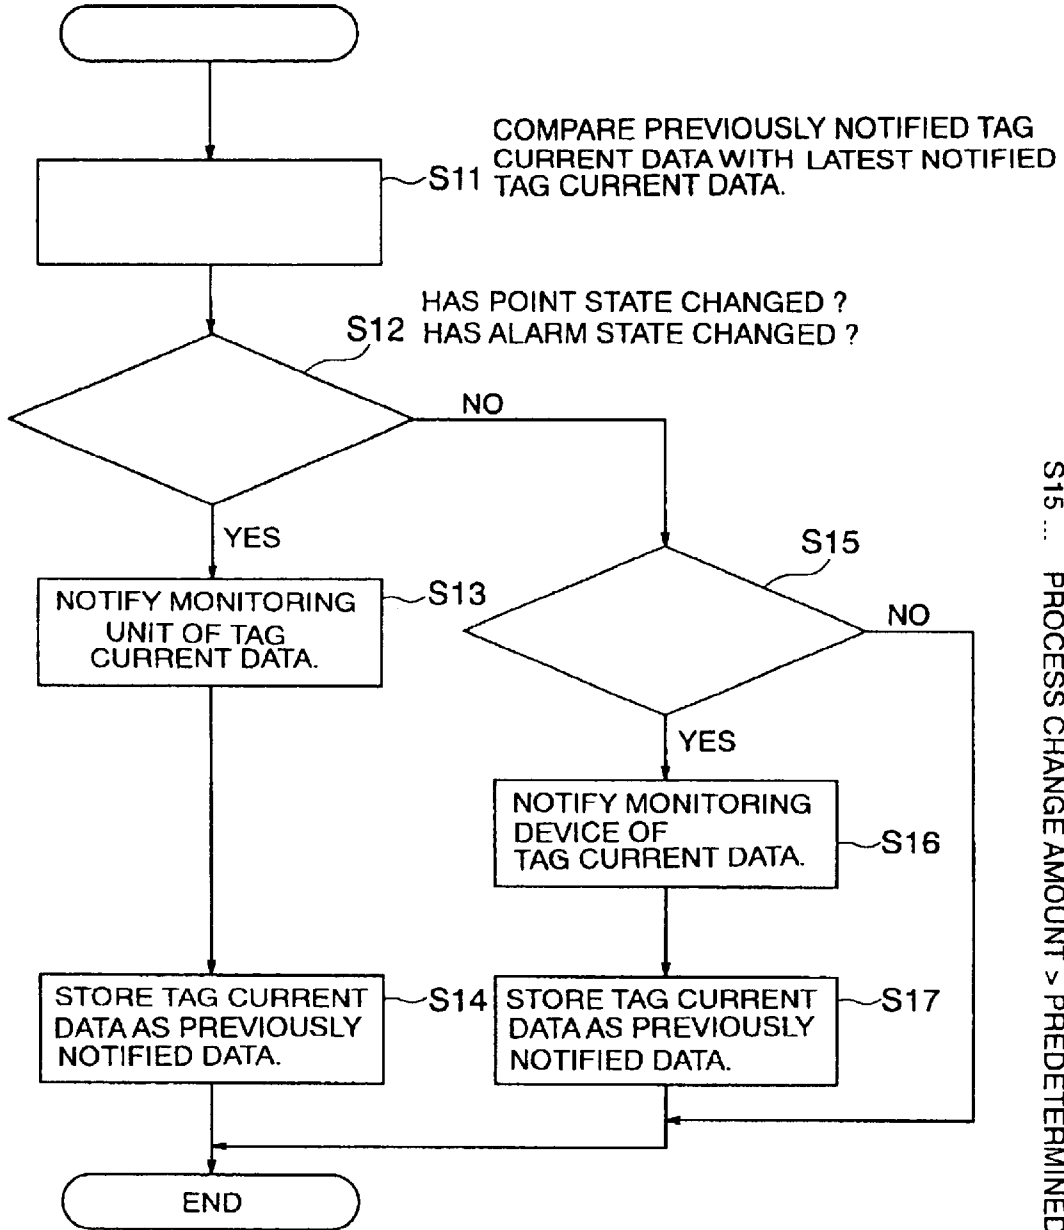 COMPARE PREVIOUSLY NOTIFIED TAG
CURRENT DATA WITH LATEST NOTIFIED
TAG CURRENT DATA.
S11
HAS POINT STATE CHANGED ?
HAS ALARM STATE CHANGED ?
S12
NO
YES
S13
NOTIFY MONITORING
UNIT OF TAG
CURRENT DATA.
S15
NO
YES
NOTIFY MONITORING
DEVICE OF
TAG CURRENT DATA.
S16
STORE TAG CURRENT
DATA AS PREVIOUSLY
NOTIFIED DATA.
S14
STORE TAG CURRENT
DATA AS PREVIOUSLY
NOTIFIED DATA.
S17
END
S15 ... PROCESS CHANGE AMOUNT > PREDETERMINED